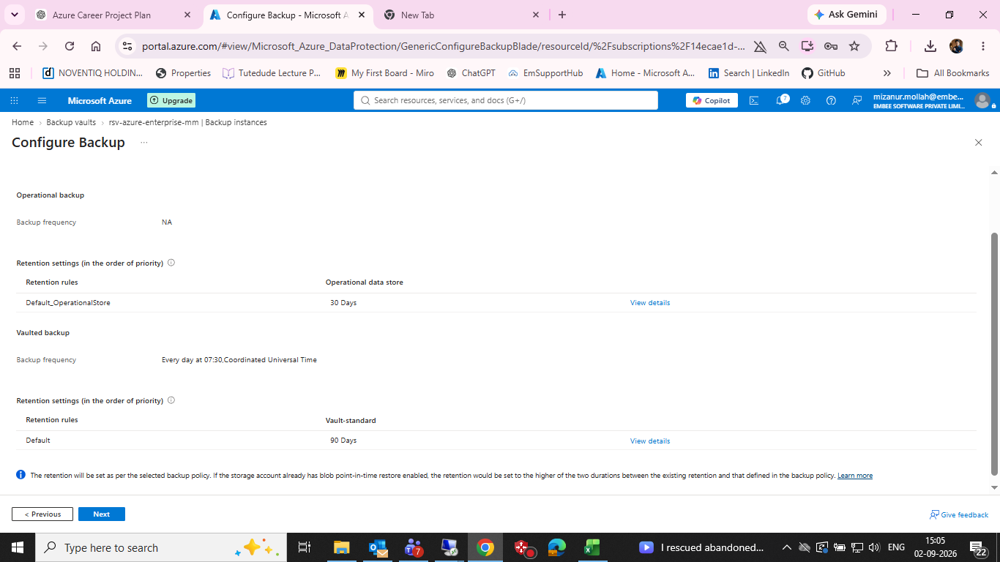 Azure Career Project Plan
Configure Backup - Microsoft A
New Tab
Ask Gemini
portal.azure.com/#view/Microsoft_Azure_DataProtection/GenericConfigureBackupBlade/resourceId/%2Fsubscriptions%2F14ecae1d-...
NOVENTIQ HOLDIN...
Properties
Tutedude Lecture P...
My First Board - Miro
ChatGPT
EmSupportHub
Home - Microsoft A...
Search | LinkedIn
GitHub
»
All Bookmarks
Microsoft Azure
Upgrade
Search resources, services, and docs (G+/)
Copilot
7
mizanur.mollah@embe...
EMBEE SOFTWARE PRIVATE LIMI...
Home > Backup vaults > rsv-azure-enterprise-mm | Backup instances
Configure Backup ...
Operational backup
Backup frequency NA
Retention settings (in the order of priority)
Retention rules Operational data store
Default_OperationalStore 30 Days View details
Vaulted backup
Backup frequency Every day at 07:30,Coordinated Universal Time
Retention settings (in the order of priority)
Retention rules Vault-standard
Default 90 Days View details
The retention will be set as per the selected backup policy. If the storage account already has blob point-in-time restore enabled, the retention would be set to the higher of the two durations between the existing retention and that defined in the backup policy. Learn more
< Previous
Next
Give feedback
Type here to search
7
I rescued abandoned...
ENG
15:05
02-09-2026
22